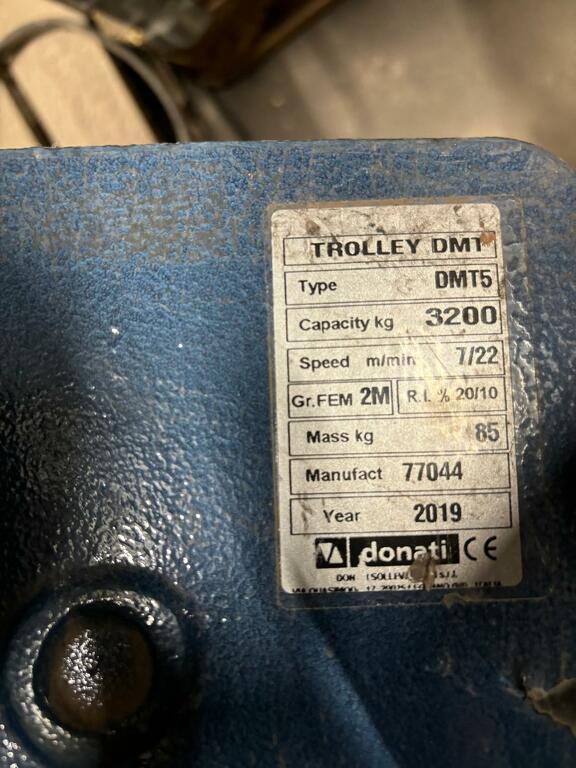 TROLLEY DMT
Type DMT5
Capacity kg 3200
Speed m/min 7/22
Gr.FEM 2M R.I. % 20/10
Mass kg 85
Manufact 77044
Year 2019
donati CE
DON